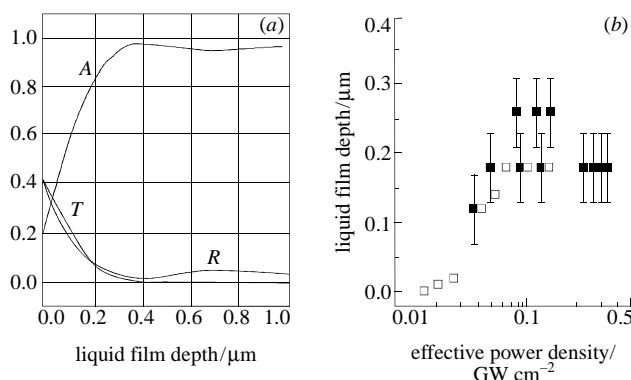 (a)
1.0
0.8
0.6
0.4
0.2
0.0
A
T
R
0.0 0.2 0.4 0.6 0.8 1.0
liquid film depth/μm
(b)
0.4
0.3
0.2
0.1
0.0
liquid film depth/μm
0.01 0.1 0.5
effective power density/
GW cm⁻²